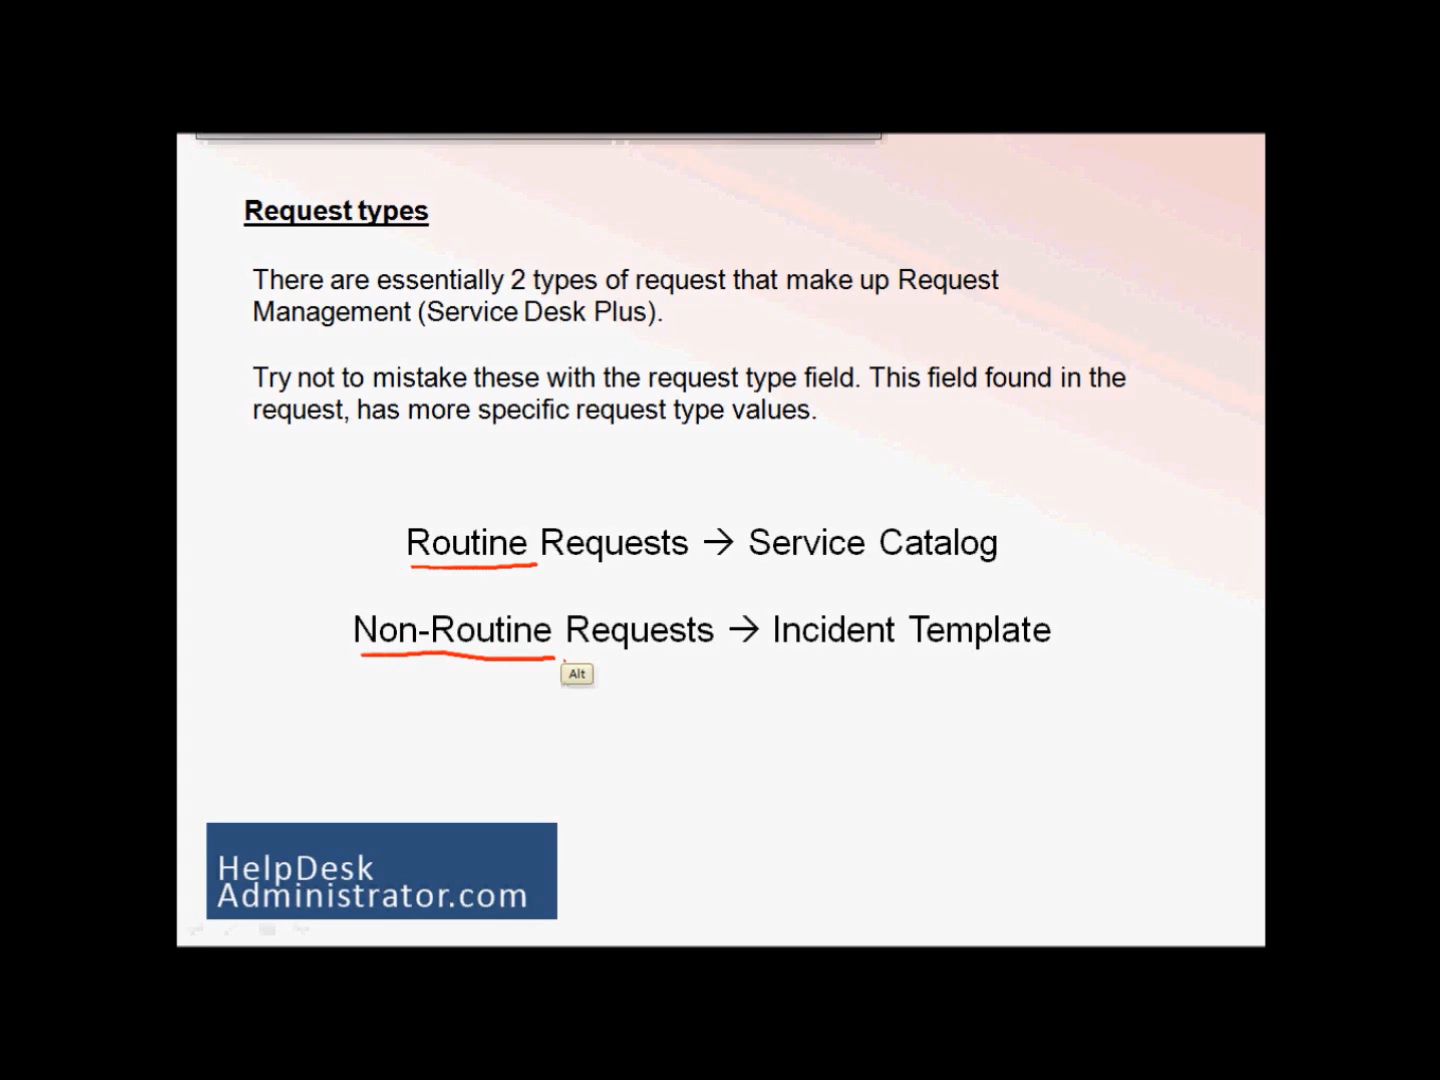 Request types
There are essentially 2 types of request that make up Request
Management (Service Desk Plus).
Try not to mistake these with the request type field. This field found in the
request, has more specific request type values.
Routine Requests → Service Catalog
Non-Routine Requests → Incident Template
Alt
HelpDesk
Administrator.com